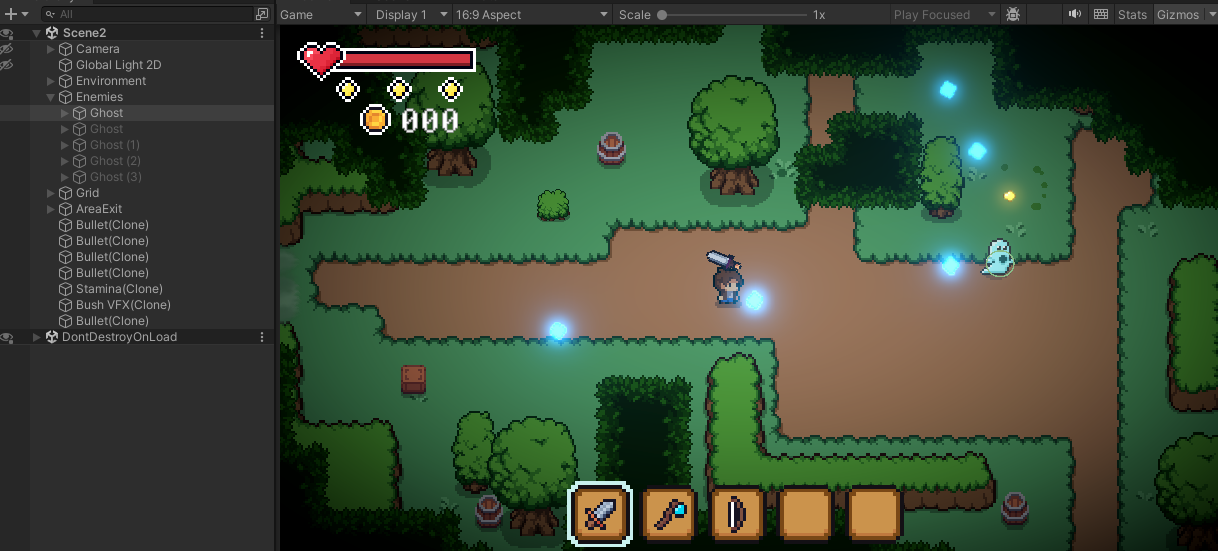 All
Game
Display 1
16:9 Aspect
Scale
1x
Play Focused
Stats
Gizmos
Scene2
Camera
Global Light 2D
Environment
Enemies
Ghost
Ghost
Ghost (1)
Ghost (2)
Ghost (3)
Grid
AreaExit
Bullet(Clone)
Bullet(Clone)
Bullet(Clone)
Bullet(Clone)
Stamina(Clone)
Bush VFX(Clone)
Bullet(Clone)
DontDestroyOnLoad
000